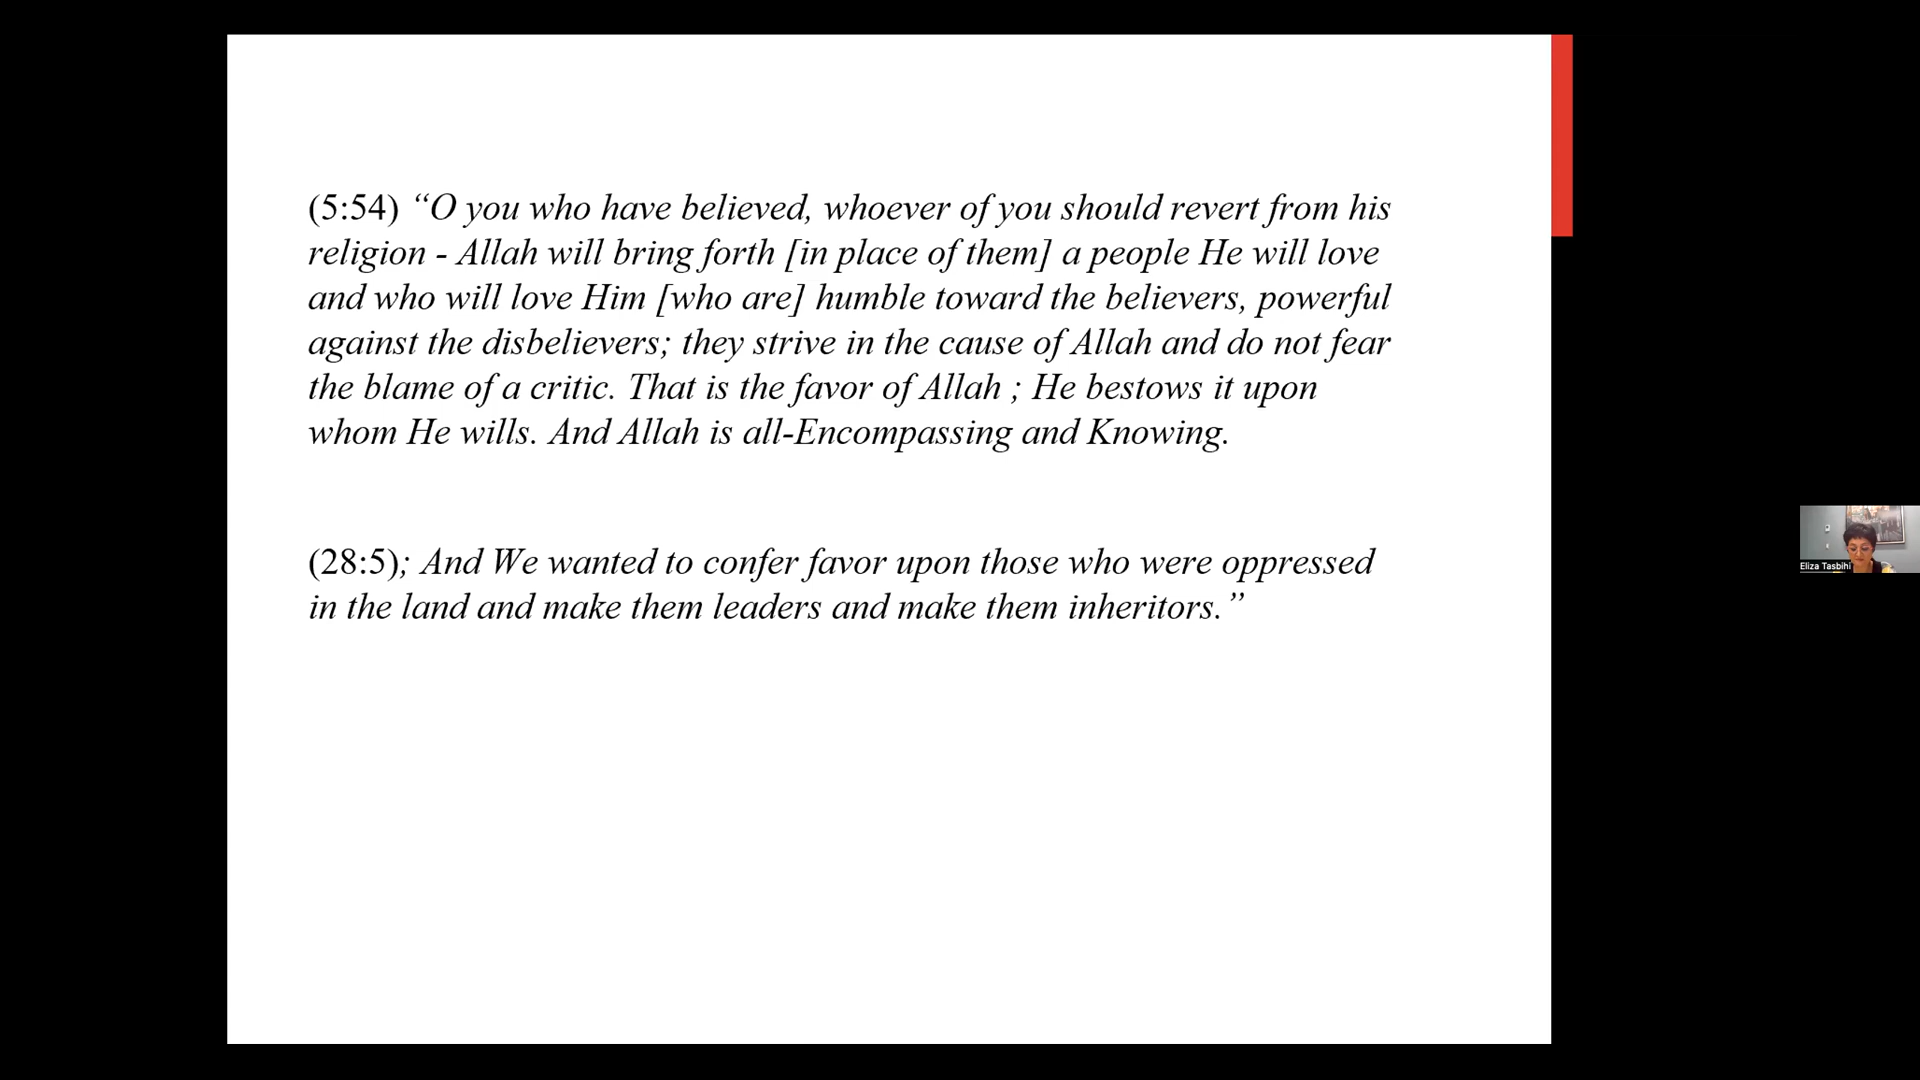 (5:54) “O you who have believed, whoever of you should revert from his
religion - Allah will bring forth [in place of them] a people He will love
and who will love Him [who are] humble toward the believers, powerful
against the disbelievers; they strive in the cause of Allah and do not fear
the blame of a critic. That is the favor of Allah ; He bestows it upon
whom He wills. And Allah is all-Encompassing and Knowing.
(28:5); And We wanted to confer favor upon those who were oppressed
in the land and make them leaders and make them inheritors.”
Eliza Tasbihi